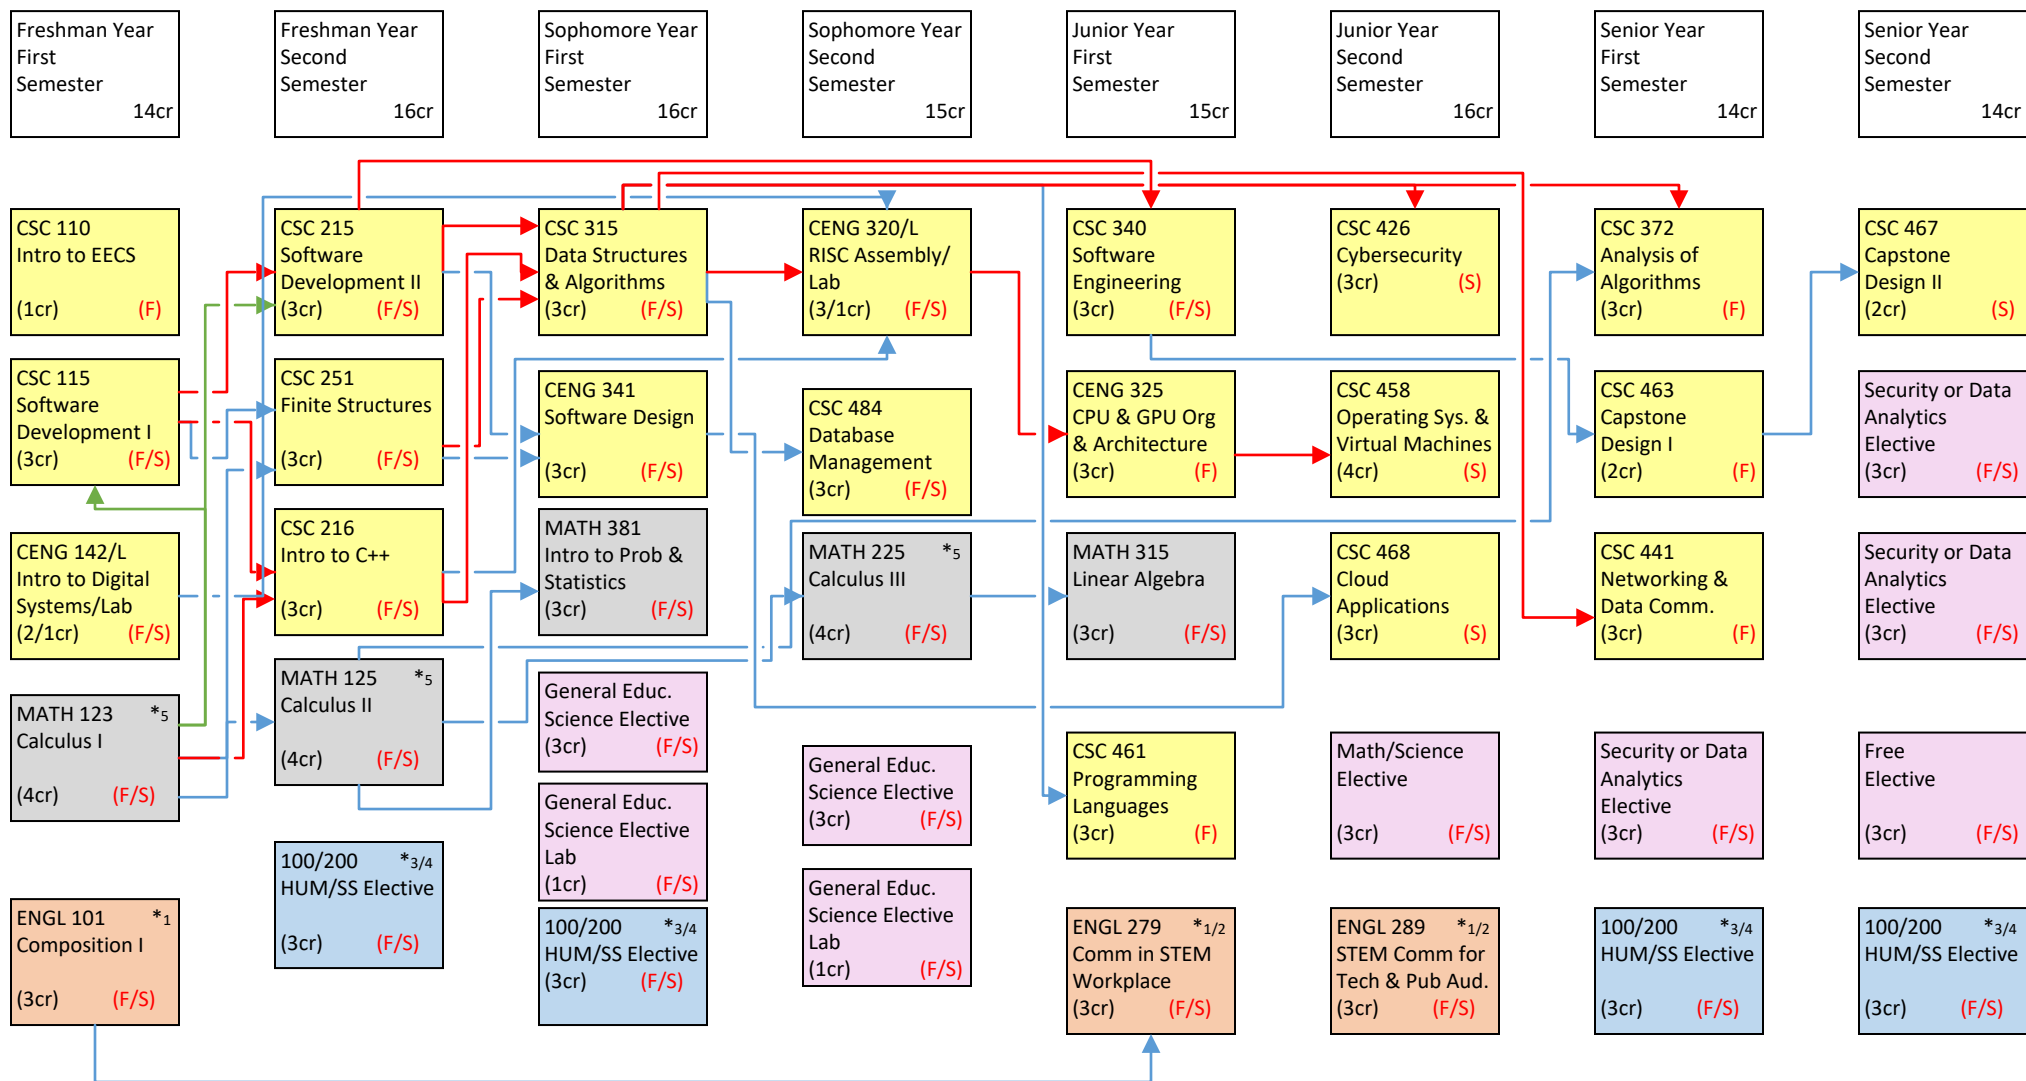 Freshman Year
First
Semester
14cr
Freshman Year
Second
Semester
16cr
Sophomore Year
First
Semester
16cr
Sophomore Year
Second
Semester
15cr
Junior Year
First
Semester
15cr
Junior Year
Second
Semester
16cr
Senior Year
First
Semester
14cr
Senior Year
Second
Semester
14cr
CSC 110
Intro to EECS
(1cr) (F)
CSC 115
Software
Development I
(3cr) (F/S)
CENG 142/L
Intro to Digital
Systems/Lab
(2/1cr) (F/S)
MATH 123 *5
Calculus I
(4cr) (F/S)
ENGL 101 *1
Composition I
(3cr) (F/S)
CSC 215
Software
Development II
(3cr) (F/S)
CSC 251
Finite Structures
(3cr) (F/S)
CSC 216
Intro to C++
(3cr) (F/S)
MATH 125 *5
Calculus II
(4cr) (F/S)
100/200 *3/4
HUM/SS Elective
(3cr) (F/S)
CSC 315
Data Structures
& Algorithms
(3cr) (F/S)
CENG 341
Software Design
(3cr) (F/S)
MATH 381
Intro to Prob &
Statistics
(3cr) (F/S)
General Educ.
Science Elective
(3cr) (F/S)
General Educ.
Science Elective
Lab
(1cr) (F/S)
100/200 *3/4
HUM/SS Elective
(3cr) (F/S)
CENG 320/L
RISC Assembly/
Lab
(3/1cr) (F/S)
CSC 484
Database
Management
(3cr) (F/S)
MATH 225 *5
Calculus III
(4cr) (F/S)
General Educ.
Science Elective
(3cr) (F/S)
General Educ.
Science Elective
Lab
(1cr) (F/S)
CSC 340
Software
Engineering
(3cr) (F/S)
CENG 325
CPU & GPU Org
& Architecture
(3cr) (F)
MATH 315
Linear Algebra
(3cr) (F/S)
CSC 461
Programming
Languages
(3cr) (F)
ENGL 279 *1/2
Comm in STEM
Workplace
(3cr) (F/S)
CSC 426
Cybersecurity
(3cr) (S)
CSC 458
Operating Sys. &
Virtual Machines
(4cr) (S)
CSC 468
Cloud
Applications
(3cr) (S)
Math/Science
Elective
(3cr) (F/S)
ENGL 289 *1/2
STEM Comm for
Tech & Pub Aud.
(3cr) (F/S)
CSC 372
Analysis of
Algorithms
(3cr) (F)
CSC 463
Capstone
Design I
(2cr) (F)
CSC 441
Networking &
Data Comm.
(3cr) (F)
Security or Data
Analytics
Elective
(3cr) (F/S)
100/200 *3/4
HUM/SS Elective
(3cr) (F/S)
CSC 467
Capstone
Design II
(2cr) (S)
Security or Data
Analytics
Elective
(3cr) (F/S)
Security or Data
Analytics
Elective
(3cr) (F/S)
Free
Elective
(3cr) (F/S)
100/200 *3/4
HUM/SS Elective
(3cr) (F/S)